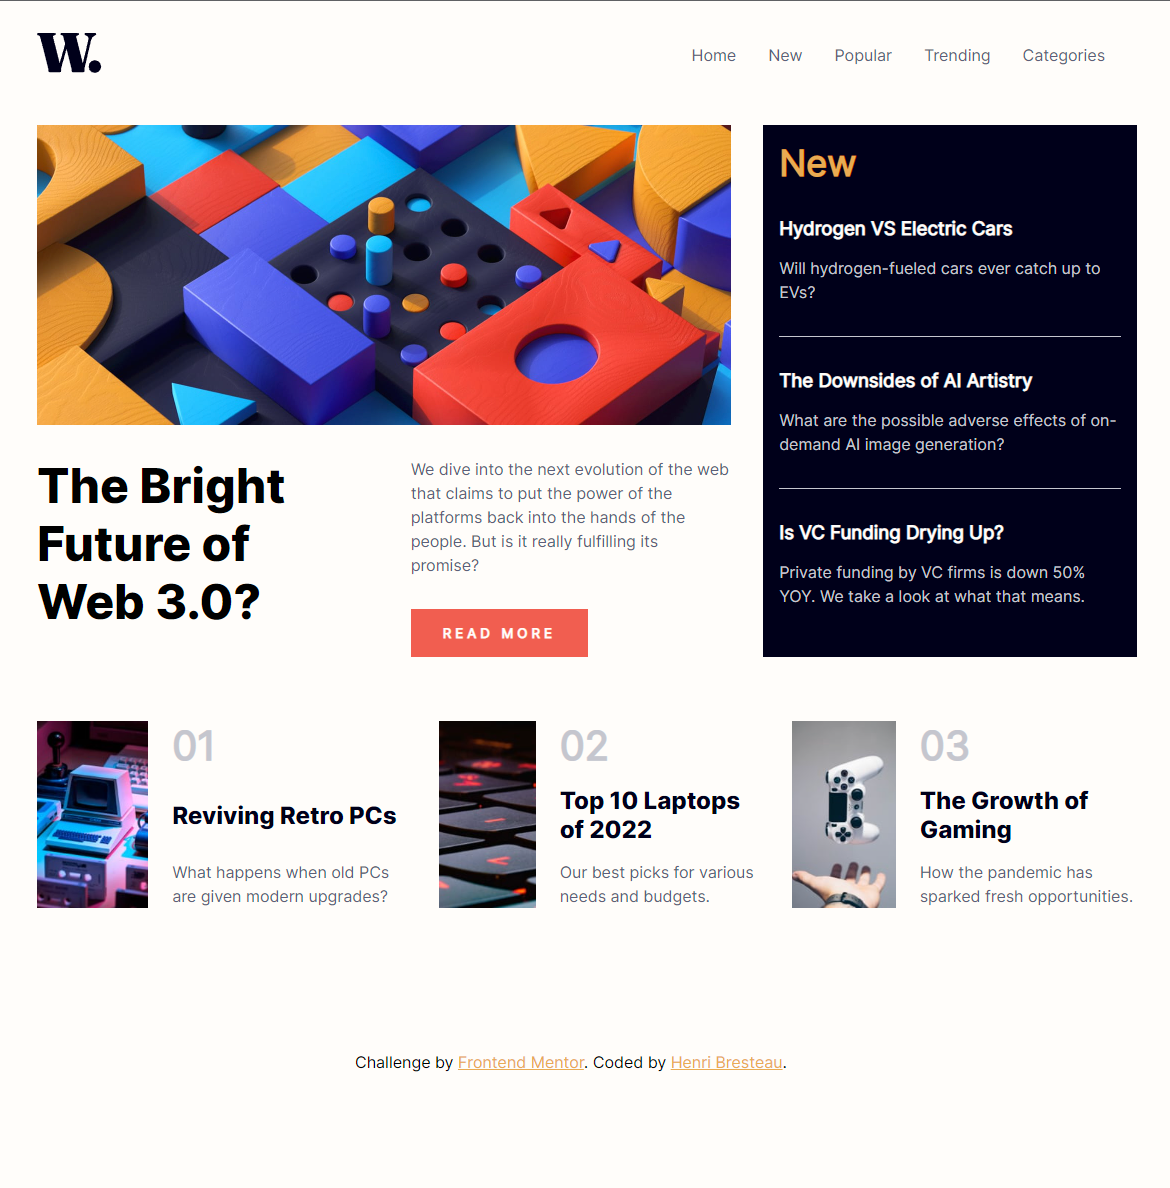 W.
Home New Popular Trending Categories
New
Hydrogen VS Electric Cars
Will hydrogen-fueled cars ever catch up to
EVs?
The Downsides of AI Artistry
What are the possible adverse effects of on-
demand AI image generation?
Is VC Funding Drying Up?
Private funding by VC firms is down 50%
YOY. We take a look at what that means.
The Bright
Future of
Web 3.0?
We dive into the next evolution of the web
that claims to put the power of the
platforms back into the hands of the
people. But is it really fulfilling its
promise?
READ MORE
01
Reviving Retro PCs
What happens when old PCs
are given modern upgrades?
02
Top 10 Laptops
of 2022
Our best picks for various
needs and budgets.
03
The Growth of
Gaming
How the pandemic has
sparked fresh opportunities.
Challenge by Frontend Mentor. Coded by Henri Bresteau.